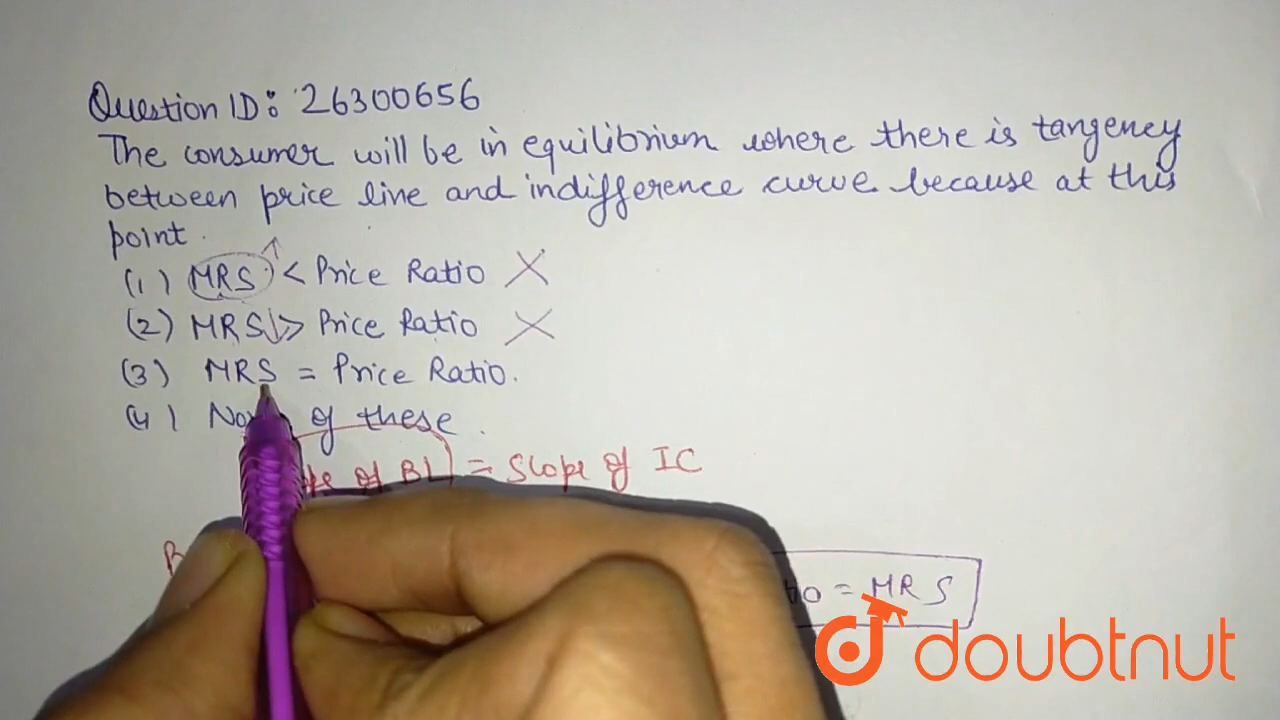 Question ID: 26300656
The consumer will be in equilibrium where there is tangency
between price line and indifference curve because at this
point.
(1) MRS < Price Ratio
(2) MRS > Price Ratio
(3) MRS = Price Ratio.
(4) of these.
of BL = Slope of IC
= MRS
doubtnut